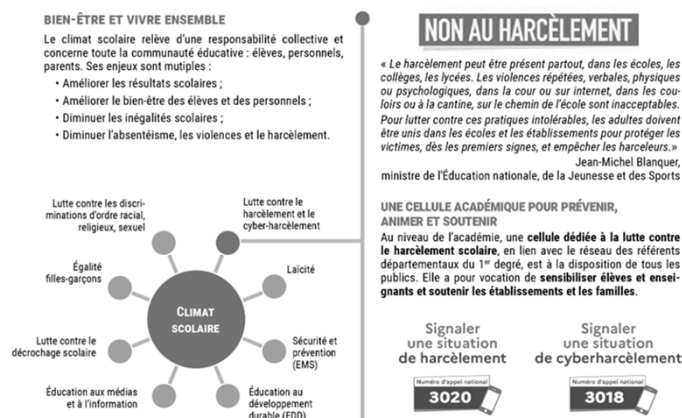 BIEN-ÊTRE ET VIVRE ENSEMBLE
Le climat scolaire relève d'une responsabilité collective et
concerne toute la communauté éducative : élèves, personnels,
parents. Ses enjeux sont mutiples :
• Améliorer les résultats scolaires ;
• Améliorer le bien-être des élèves et des personnels ;
• Diminuer les inégalités scolaires ;
• Diminuer l'absentéisme, les violences et le harcèlement.
Lutte contre les discri-
minations d'ordre racial,
religieux, sexuel
Lutte contre le
harcèlement et le
cyber-harcèlement
Égalité
filles-garçons
Laïcité
CLIMAT
SCOLAIRE
Lutte contre le
décrochage scolaire
Sécurité et
prévention
(EMS)
Éducation aux médias
et à l'information
Éducation au
développement
durable (EDD)
NON AU HARCÈLEMENT
« Le harcèlement peut être présent partout, dans les écoles, les
collèges, les lycées. Les violences répétées, verbales, physiques
ou psychologiques, dans la cour ou sur internet, dans les cou-
loirs ou à la cantine, sur le chemin de l'école sont inacceptables.
Pour lutter contre ces pratiques intolérables, les adultes doivent
être unis dans les écoles et les établissements pour protéger les
victimes, dès les premiers signes, et empêcher les harceleurs.»
Jean-Michel Blanquer,
ministre de l'Éducation nationale, de la Jeunesse et des Sports
UNE CELLULE ACADÉMIQUE POUR PRÉVENIR,
ANIMER ET SOUTENIR
Au niveau de l'académie, une cellule dédiée à la lutte contre
le harcèlement scolaire, en lien avec le réseau des référents
départementaux du 1er degré, est à la disposition de tous les
publics. Elle a pour vocation de sensibiliser élèves et ensei-
gnants et soutenir les établissements et les familles.
Signaler
une situation
de harcèlement
Numéro d'appel national
3020
Signaler
une situation
de cyberharcèlement
Numéro d'appel national
3018